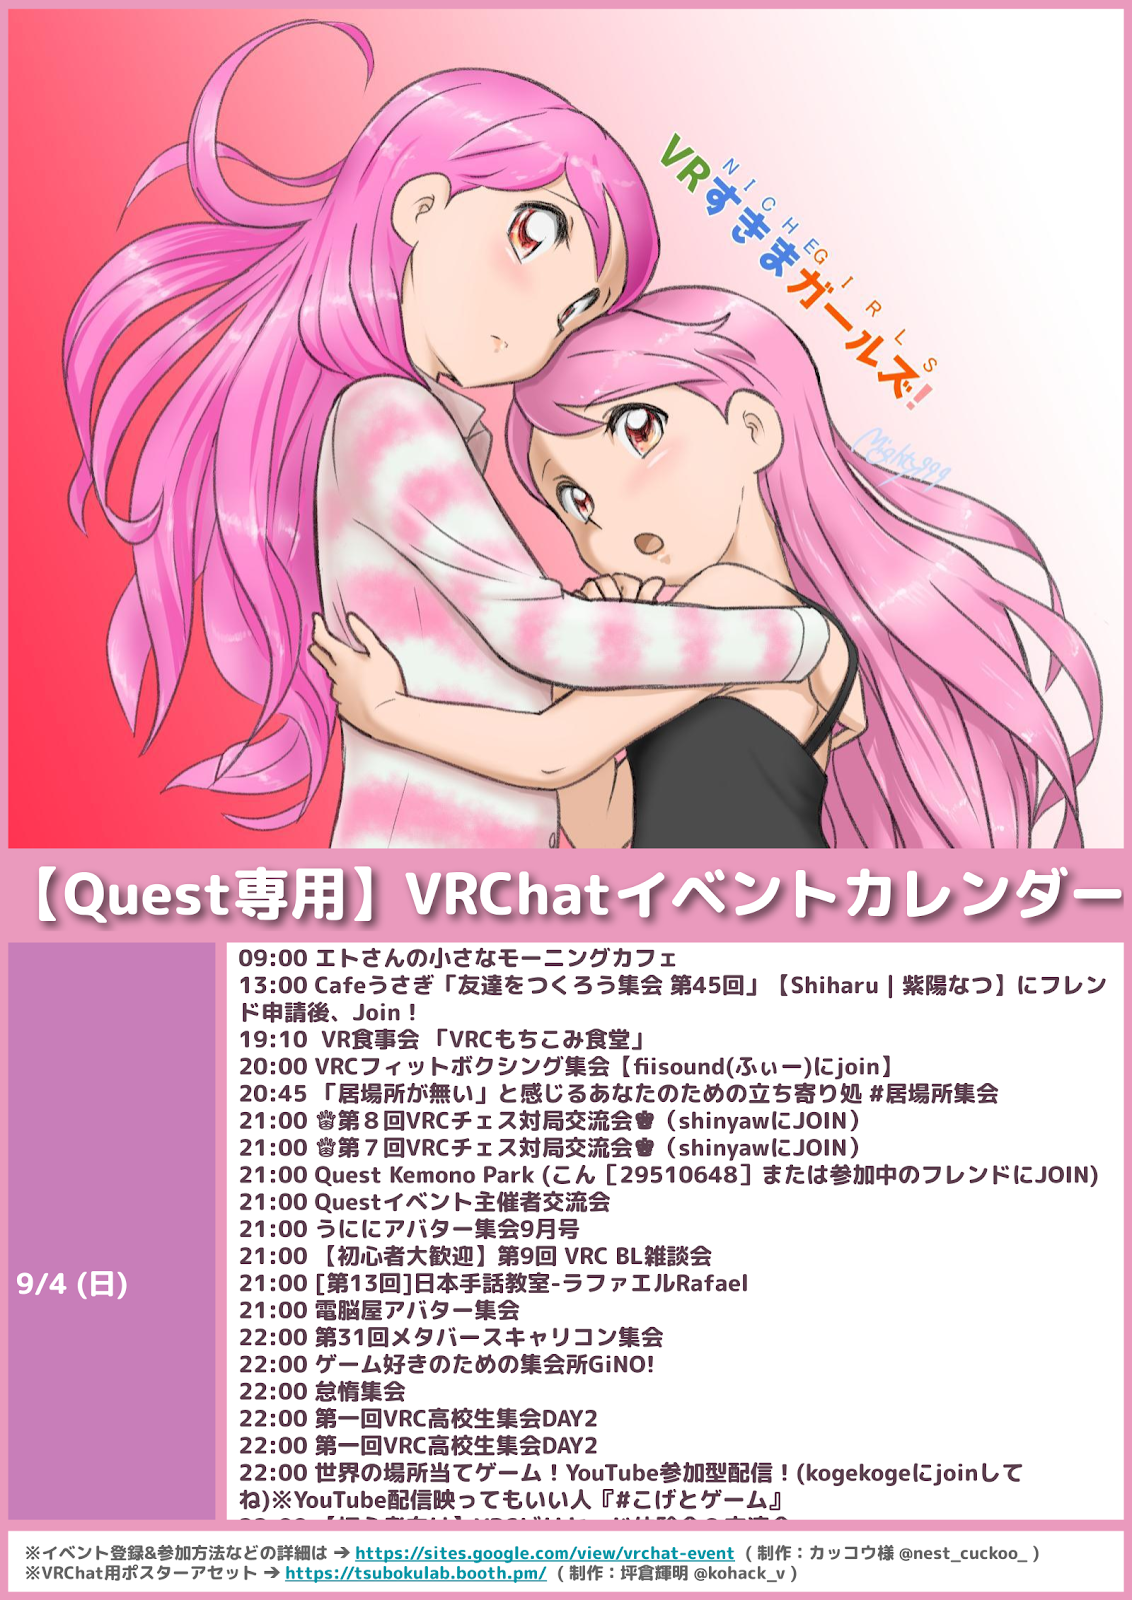 NICHE GIRLS
VRすきまガールズ!
Mighty999
【Quest専用】VRChatイベントカレンダー
9/4 (日)
09:00 エトさんの小さなモーニングカフェ
13:00 Cafeうさぎ「友達をつくろう集会 第45回」【Shiharu | 紫陽なつ】にフレン
ド申請後、Join！
19:10 VR食事会 「VRCもちこみ食堂」
20:00 VRCフィットボクシング集会【fiisound(ふぃー)にjoin】
20:45 「居場所が無い」と感じるあなたのための立ち寄り処 #居場所集会
21:00 ♕第８回VRCチェス対局交流会♚（shinyawにJOIN）
21:00 ♕第７回VRCチェス対局交流会♚（shinyawにJOIN）
21:00 Quest Kemono Park (こん［29510648］または参加中のフレンドにJOIN)
21:00 Questイベント主催者交流会
21:00 うににアバター集会9月号
21:00 【初心者大歓迎】第9回 VRC BL雑談会
21:00 [第13回]日本手話教室-ラファエルRafael
21:00 電脳屋アバター集会
22:00 第31回メタバースキャリコン集会
22:00 ゲーム好きのための集会所GiNO!
22:00 怠惰集会
22:00 第一回VRC高校生集会DAY2
22:00 第一回VRC高校生集会DAY2
22:00 世界の場所当てゲーム！YouTube参加型配信！(kogekogeにjoinして
ね)※YouTube配信映ってもいい人『#こげとゲーム』
※イベント登録&参加方法などの詳細は ➔ https://sites.google.com/view/vrchat-event ( 制作：カッコウ様 @nest_cuckoo_ )
※VRChat用ポスターアセット ➔ https://tsubokulab.booth.pm/ ( 制作：坪倉輝明 @kohack_v )